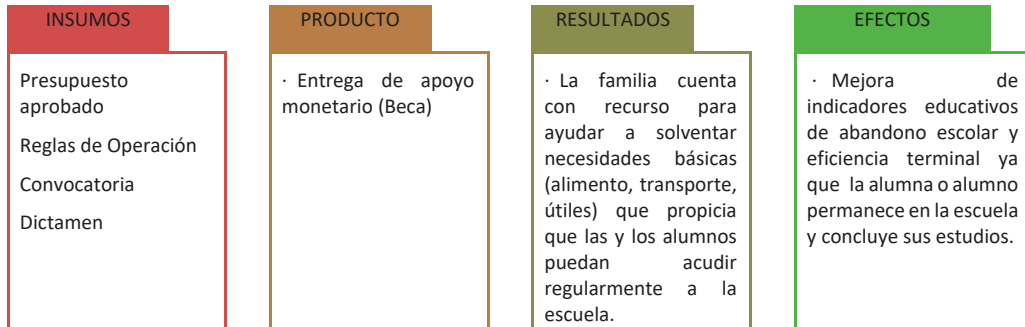 INSUMOS
Presupuesto
aprobado
Reglas de Operación
Convocatoria
Dictamen
PRODUCTO
· Entrega de apoyo
monetario (Beca)
RESULTADOS
· La familia cuenta
con recurso para
ayudar a solventar
necesidades básicas
(alimento, transporte,
útiles) que propicia
que las y los alumnos
puedan acudir
regularmente a la
escuela.
EFECTOS
· Mejora de
indicadores educativos
de abandono escolar y
eficiencia terminal ya
que la alumna o alumno
permanece en la escuela
y concluye sus estudios.